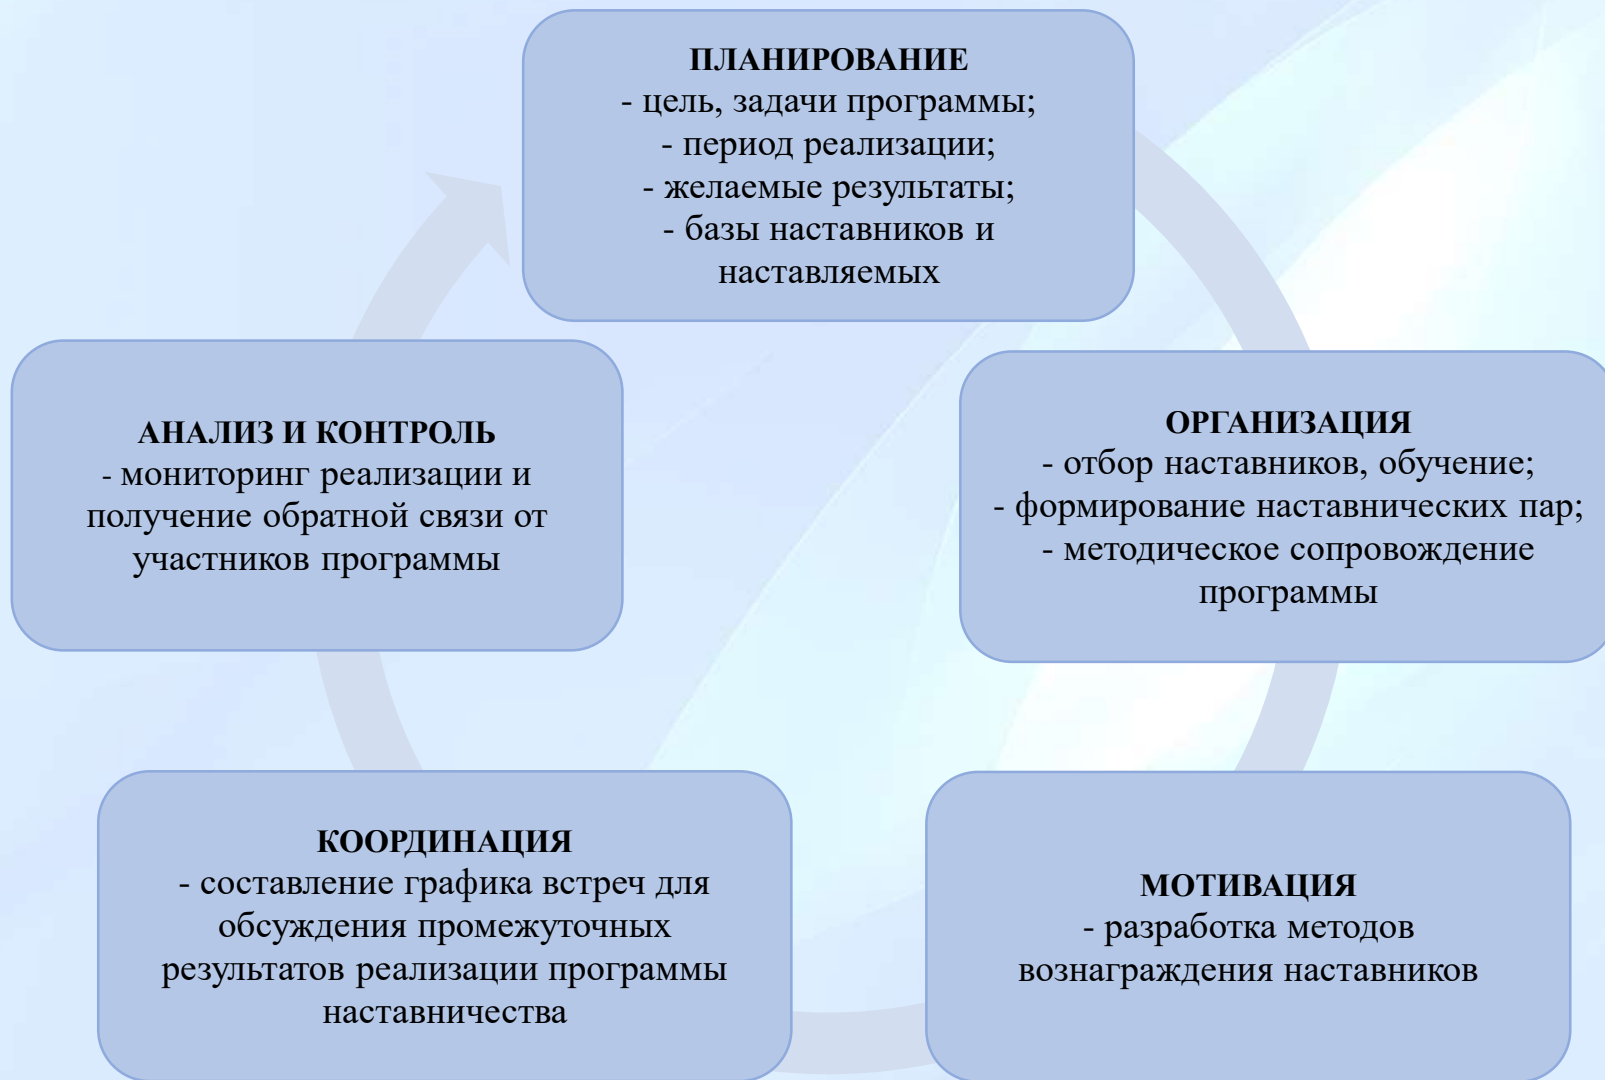 ПЛАНИРОВАНИЕ
- цель, задачи программы;
- период реализации;
- желаемые результаты;
- базы наставников и
наставляемых
ОРГАНИЗАЦИЯ
- отбор наставников, обучение;
- формирование наставнических пар;
- методическое сопровождение
программы
МОТИВАЦИЯ
- разработка методов
вознаграждения наставников
КООРДИНАЦИЯ
- составление графика встреч для
обсуждения промежуточных
результатов реализации программы
наставничества
АНАЛИЗ И КОНТРОЛЬ
- мониторинг реализации и
получение обратной связи от
участников программы